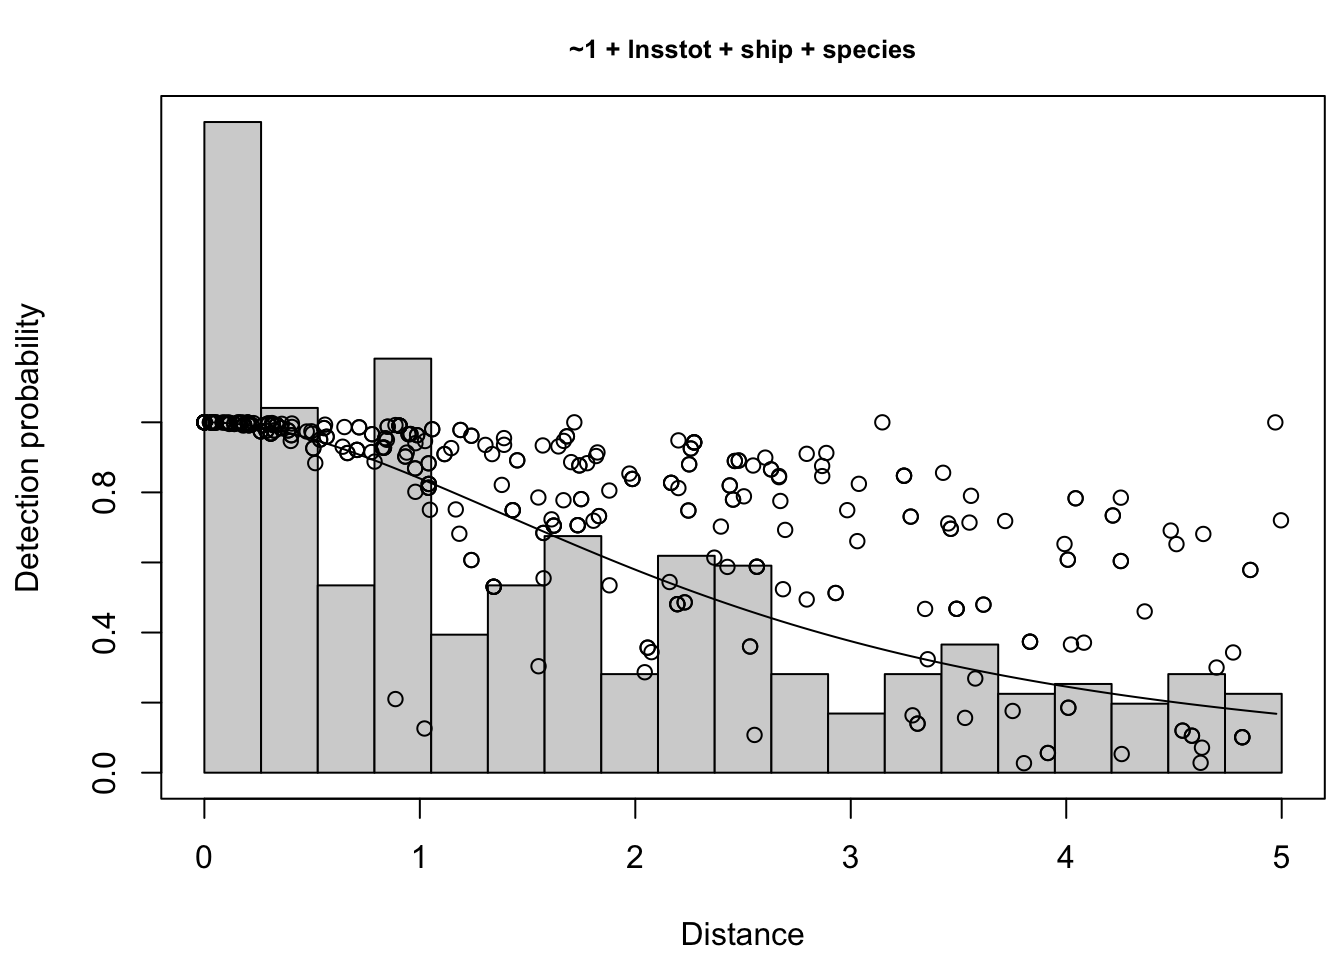 ~1 + lnsstot + ship + species
Detection probability
0.8
0.4
0.0
0 1 2 3 4 5
Distance